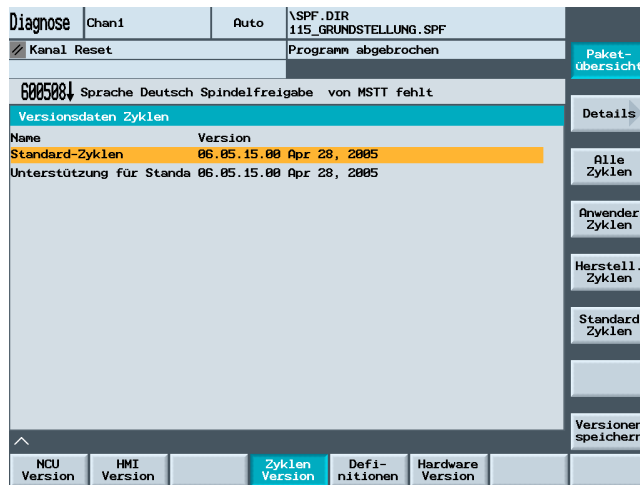 Diagnose Chan1 Auto \SPF.DIR
115_GRUNDSTELLUNG.SPF
Kanal Reset Programm abgebrochen
600508↓ Sprache Deutsch Spindelfreigabe von MSTT fehlt
Versionsdaten Zyklen
Name Version
Standard-Zyklen 06.05.15.00 Apr 28, 2005
Unterstützung für Standa 06.05.15.00 Apr 28, 2005
Paket-
übersicht
Details
Alle
Zyklen
Anwender
Zyklen
Herstell.
Zyklen
Standard
Zyklen
Versionen
speichern
NCU
Version
HMI
Version
Zyklen
Version
Defi-
nitionen
Hardware
Version